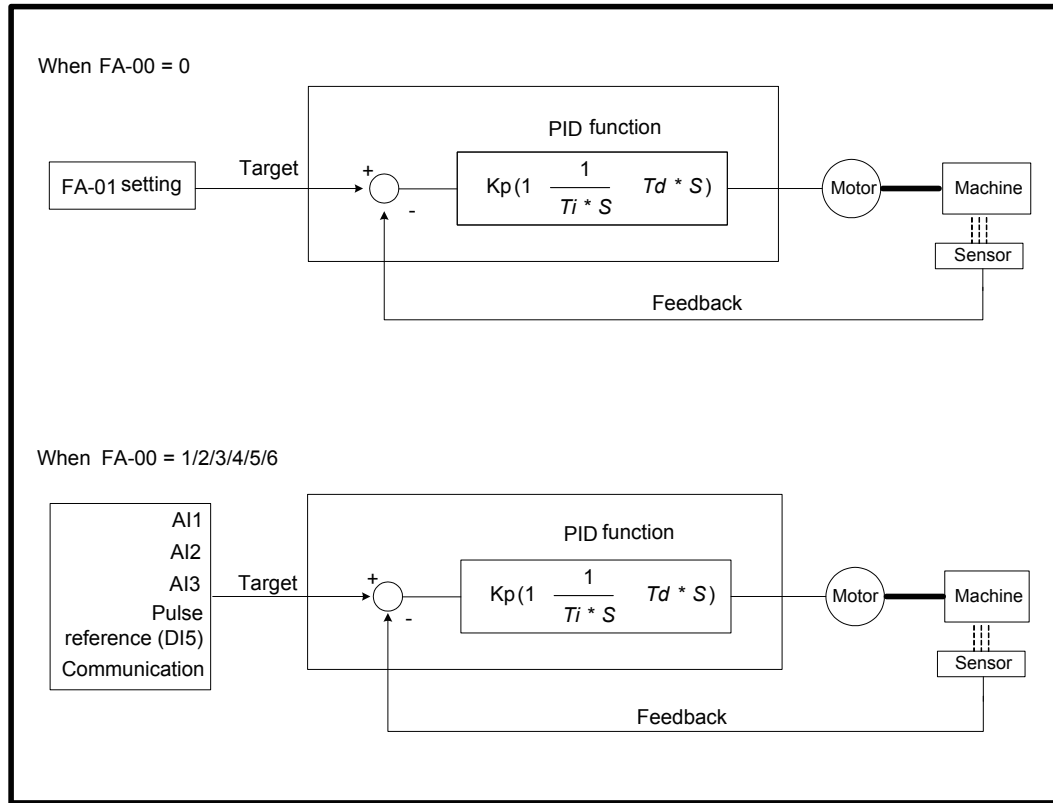 When FA-00 = 0
PID function
FA-01 setting
Target
+
-
Kp(1 1/Ti * S Td * S)
Motor
Machine
Sensor
Feedback
When FA-00 = 1/2/3/4/5/6
AI1
AI2
AI3
Pulse
reference (DI5)
Communication
Target
+
-
PID function
Kp(1 1/Ti * S Td * S)
Motor
Machine
Sensor
Feedback